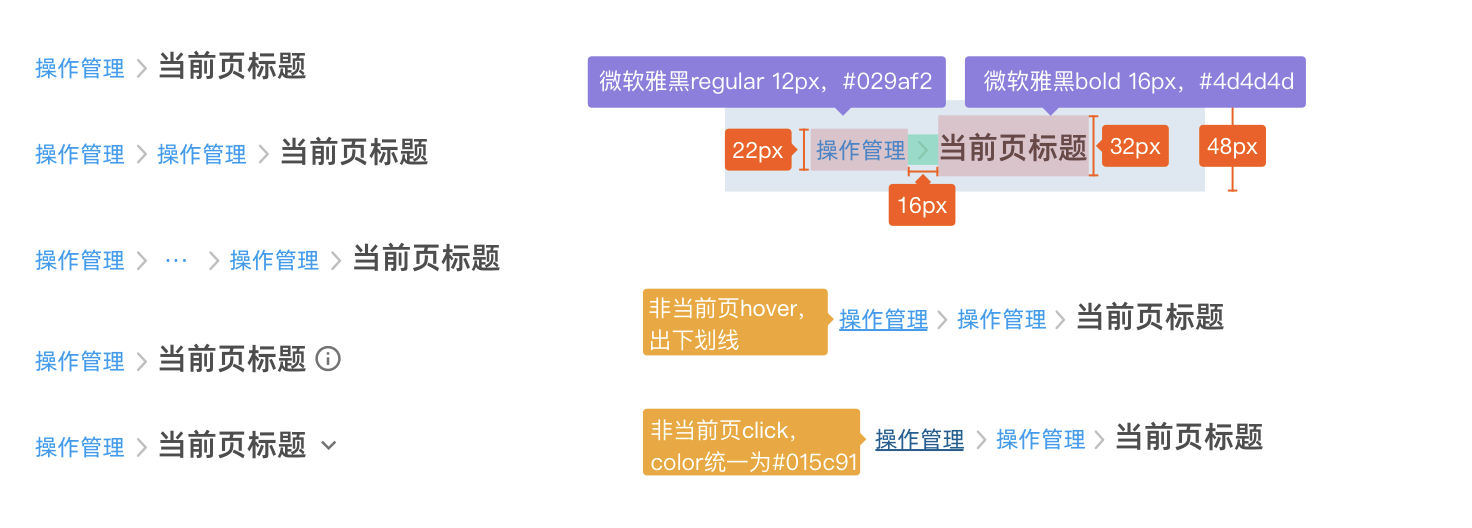 操作管理 > 当前页标题
操作管理 > 操作管理 > 当前页标题
操作管理 > ... > 操作管理 > 当前页标题
操作管理 > 当前页标题
操作管理 > 当前页标题
微软雅黑regular 12px，#029af2
微软雅黑bold 16px，#4d4d4d
22px
操作管理 > 当前页标题
32px
48px
16px
非当前页hover，
出下划线
操作管理 > 操作管理 > 当前页标题
非当前页click，
color统一为#015c91
操作管理 > 操作管理 > 当前页标题